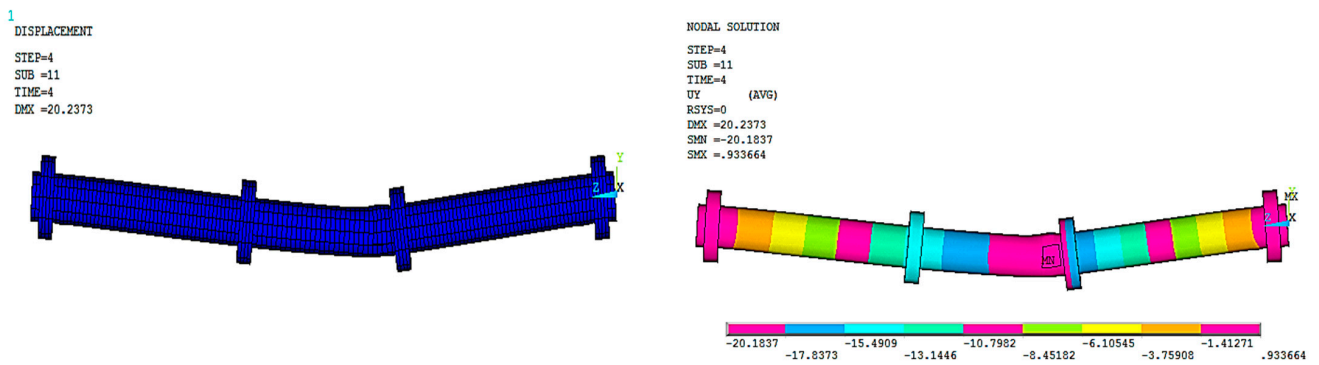 1
DISPLACEMENT
STEP=4
SUB =11
TIME=4
DMX =20.2373
Y
Z X
NODAL SOLUTION
STEP=4
SUB =11
TIME=4
UY (AVG)
RSYS=0
DMX =20.2373
SMN =-20.1837
SMX =.933664
MX
Z X
MN
-20.1837 -15.4909 -10.7982 -6.10545 -1.41271
-17.8373 -13.1446 -8.45182 -3.75908 .933664